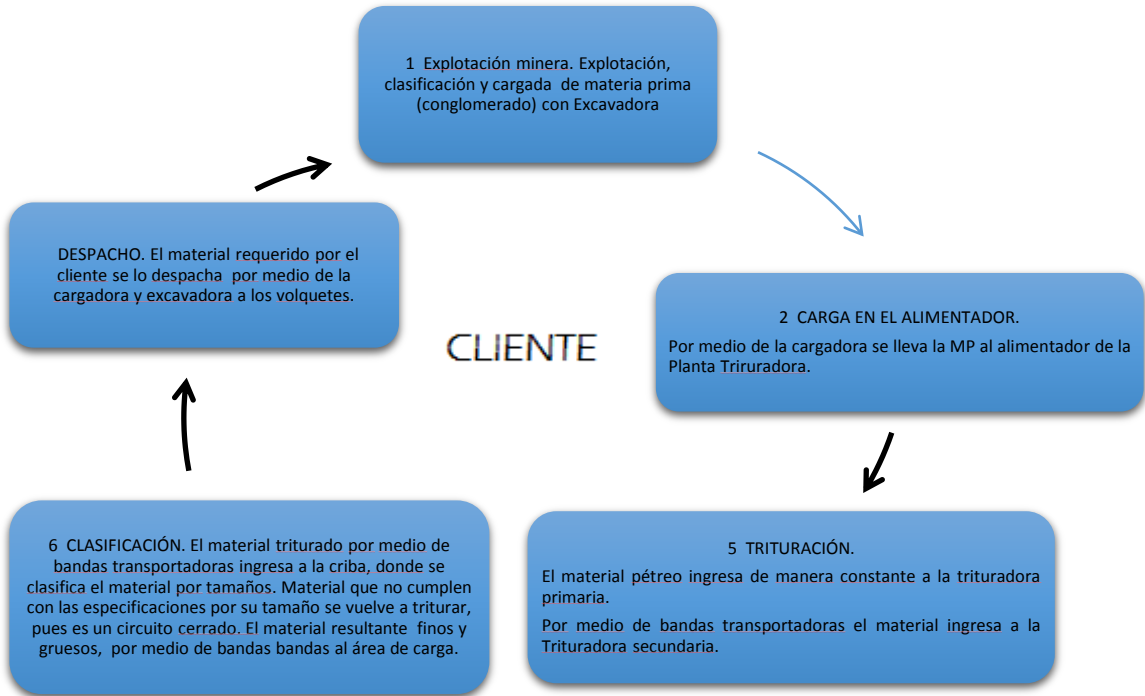 1 Explotación minera. Explotación,
clasificación y cargada de materia prima
(conglomerado) con Excavadora
2 CARGA EN EL ALIMENTADOR.
Por medio de la cargadora se lleva la MP al alimentador de la
Planta Triruradora.
5 TRITURACIÓN.
El material pétreo ingresa de manera constante a la trituradora
primaria.
Por medio de bandas transportadoras el material ingresa a la
Trituradora secundaria.
6 CLASIFICACIÓN. El material triturado por medio de
bandas transportadoras ingresa a la criba, donde se
clasifica el material por tamaños. Material que no cumplen
con las especificaciones por su tamaño se vuelve a triturar,
pues es un circuito cerrado. El material resultante finos y
gruesos, por medio de bandas bandas al área de carga.
DESPACHO. El material requerido por el
cliente se lo despacha por medio de la
cargadora y excavadora a los volquetes.
CLIENTE